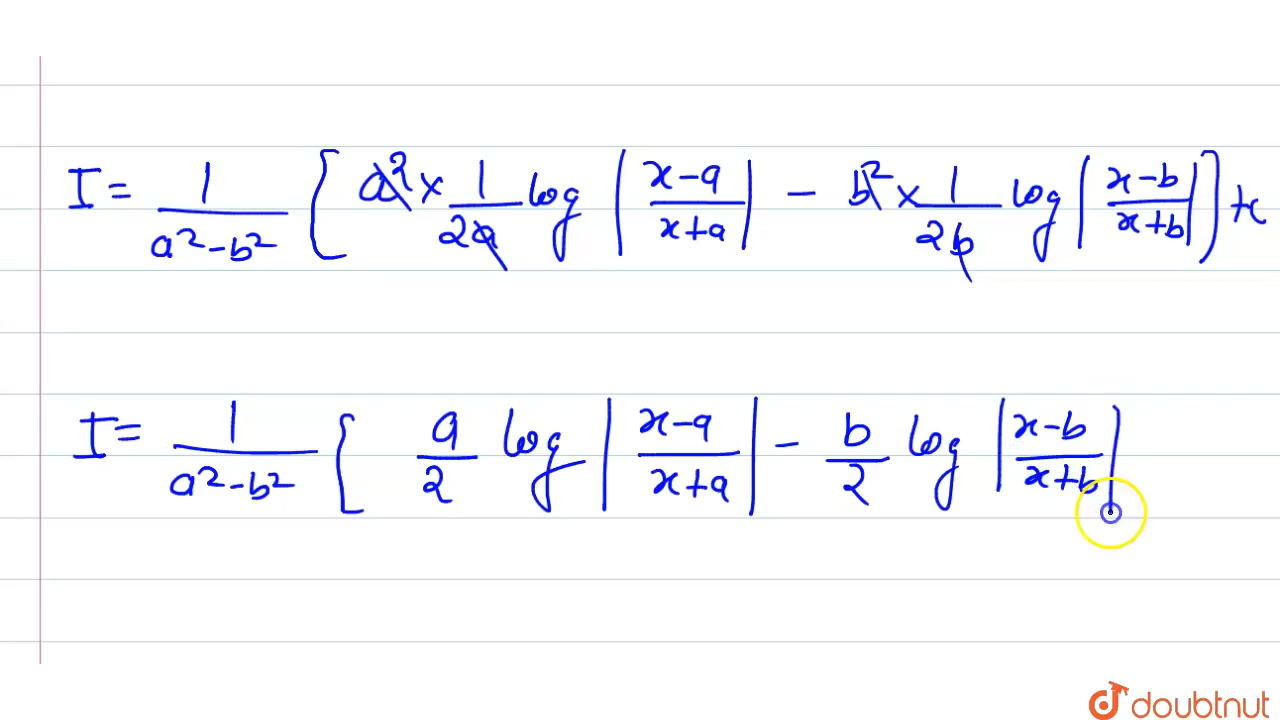 I = 1/(a² - b²) [ a² × 1/2a log |(x - a)/(x + a)| - b² × 1/2b log |(x - b)/(x + b)| ] + c
I = 1/(a² - b²) [ a/2 log |(x - a)/(x + a)| - b/2 log |(x - b)/(x + b)|
doubtnut